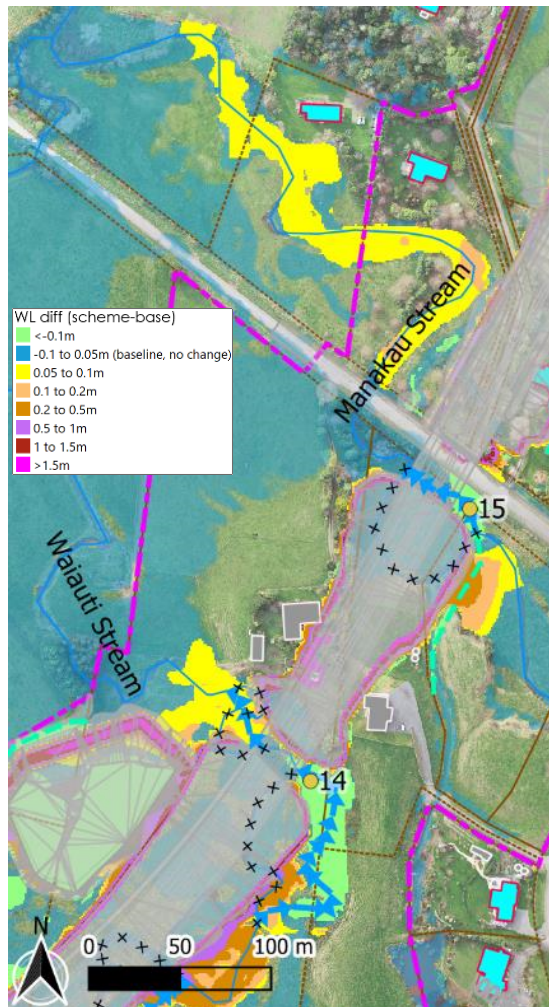 WL diff (scheme-base)
<-0.1m
-0.1 to 0.05m (baseline, no change)
0.05 to 0.1m
0.1 to 0.2m
0.2 to 0.5m
0.5 to 1m
1 to 1.5m
>1.5m
Manakau Stream
15
Waiauti Stream
14
N
0 50 100 m